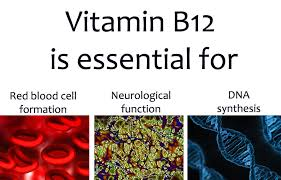 Vitamin B12
is essential for
Red blood cell
formation
Neurological
function
DNA
synthesis